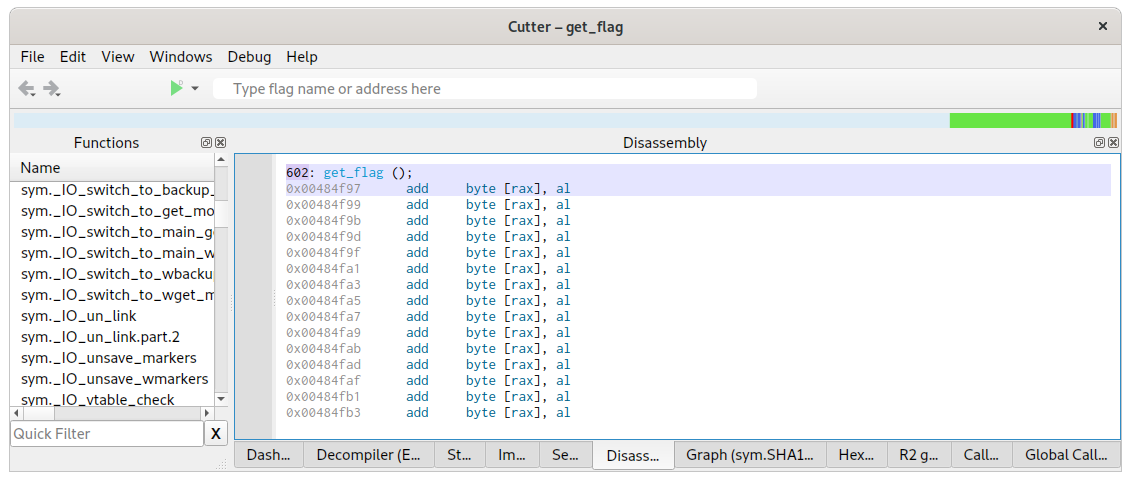 Cutter – get_flag
File Edit View Windows Debug Help
Type flag name or address here
Functions
Name
sym._IO_switch_to_backup_
sym._IO_switch_to_get_mo
sym._IO_switch_to_main_g
sym._IO_switch_to_main_w
sym._IO_switch_to_wbacku
sym._IO_switch_to_wget_m
sym._IO_un_link
sym._IO_un_link.part.2
sym._IO_unsave_markers
sym._IO_unsave_wmarkers
sym._IO_vtable_check
Quick Filter X
Disassembly
602: get_flag ();
0x00484f97 add byte [rax], al
0x00484f99 add byte [rax], al
0x00484f9b add byte [rax], al
0x00484f9d add byte [rax], al
0x00484f9f add byte [rax], al
0x00484fa1 add byte [rax], al
0x00484fa3 add byte [rax], al
0x00484fa5 add byte [rax], al
0x00484fa7 add byte [rax], al
0x00484fa9 add byte [rax], al
0x00484fab add byte [rax], al
0x00484fad add byte [rax], al
0x00484faf add byte [rax], al
0x00484fb1 add byte [rax], al
0x00484fb3 add byte [rax], al
Dash... Decompiler (E... St... Im... Se... Disass... Graph (sym.SHA1... Hex... R2 g... Call... Global Call...